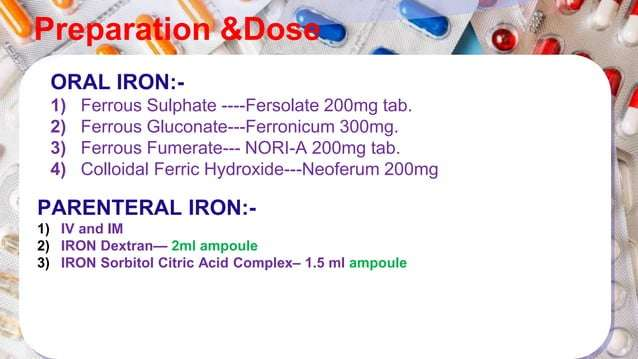 Preparation &Dose
ORAL IRON:-
1) Ferrous Sulphate ----Fersolate 200mg tab.
2) Ferrous Gluconate---Ferronicum 300mg.
3) Ferrous Fumerate--- NORI-A 200mg tab.
4) Colloidal Ferric Hydroxide---Neoferum 200mg
PARENTERAL IRON:-
1) IV and IM
2) IRON Dextran— 2ml ampoule
3) IRON Sorbitol Citric Acid Complex– 1.5 ml ampoule